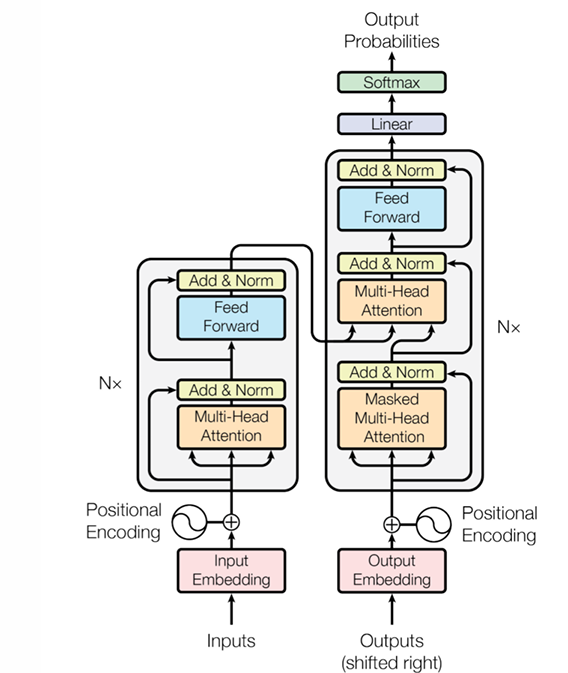 Output
Probabilities
Softmax
Linear
Add & Norm
Feed
Forward
Add & Norm
Multi-Head
Attention
Add & Norm
Masked
Multi-Head
Attention
N×
Add & Norm
Feed
Forward
Add & Norm
Multi-Head
Attention
N×
Positional
Encoding
Positional
Encoding
Input
Embedding
Output
Embedding
Inputs
Outputs
(shifted right)